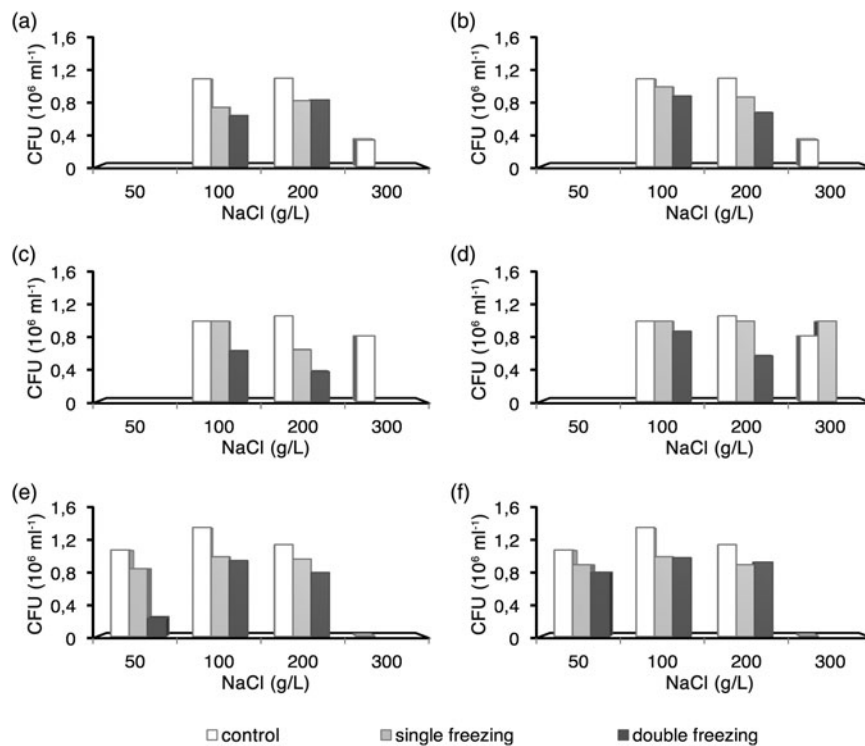 (a)
1,6
1,2
0,8
0,4
0
CFU (10⁶ ml⁻¹)
50 100 200 300
NaCl (g/L)
(b)
1,6
1,2
0,8
0,4
0
CFU (10⁶ ml⁻¹)
50 100 200 300
NaCl (g/L)
(c)
1,6
1,2
0,8
0,4
0
CFU (10⁶ ml⁻¹)
50 100 200 300
NaCl (g/L)
(d)
1,6
1,2
0,8
0,4
0
CFU (10⁶ ml⁻¹)
50 100 200 300
NaCl (g/L)
(e)
1,6
1,2
0,8
0,4
0
CFU (10⁶ ml⁻¹)
50 100 200 300
NaCl (g/L)
(f)
1,6
1,2
0,8
0,4
0
CFU (10⁶ ml⁻¹)
50 100 200 300
NaCl (g/L)
control single freezing double freezing